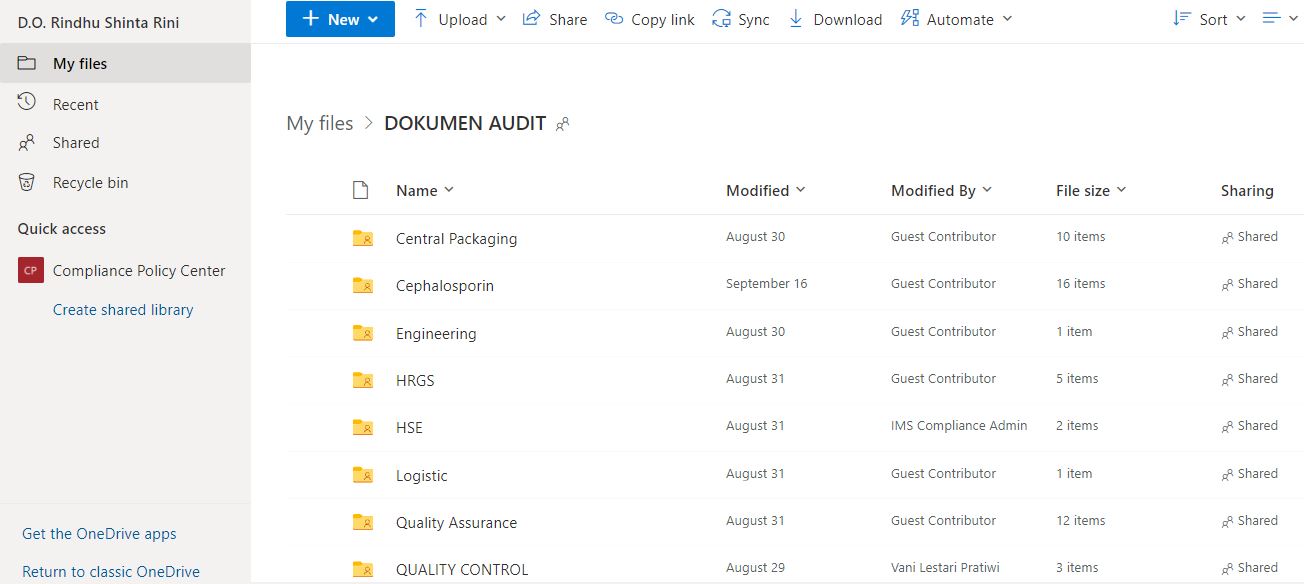 D.O. Rindhu Shinta Rini
New
Upload
Share
Copy link
Sync
Download
Automate
Sort
My files
Recent
Shared
Recycle bin
Quick access
CP Compliance Policy Center
Create shared library
Get the OneDrive apps
Return to classic OneDrive
My files > DOKUMEN AUDIT
Name Modified Modified By File size Sharing
Central Packaging August 30 Guest Contributor 10 items Shared
Cephalosporin September 16 Guest Contributor 16 items Shared
Engineering August 30 Guest Contributor 1 item Shared
HRGS August 31 Guest Contributor 5 items Shared
HSE August 31 IMS Compliance Admin 2 items Shared
Logistic August 31 Guest Contributor 1 item Shared
Quality Assurance August 31 Guest Contributor 12 items Shared
QUALITY CONTROL August 29 Vani Lestari Pratiwi 3 items Shared